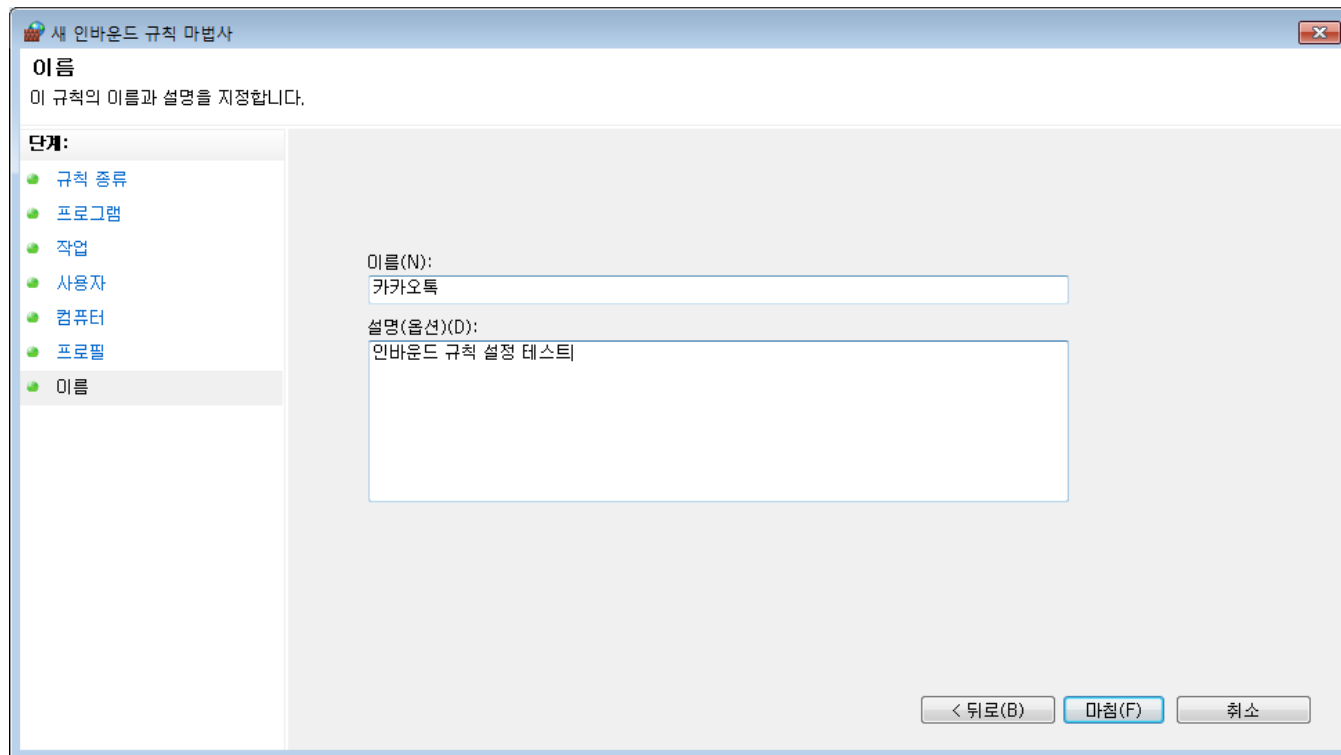 새 인바운드 규칙 마법사
이름
이 규칙의 이름과 설명을 지정합니다.
단계:
규칙 종류
프로그램
작업
사용자
컴퓨터
프로필
이름
이름(N):
카카오톡
설명(옵션)(D):
인바운드 규칙 설정 테스트
< 뒤로(B) 마침(F) 취소